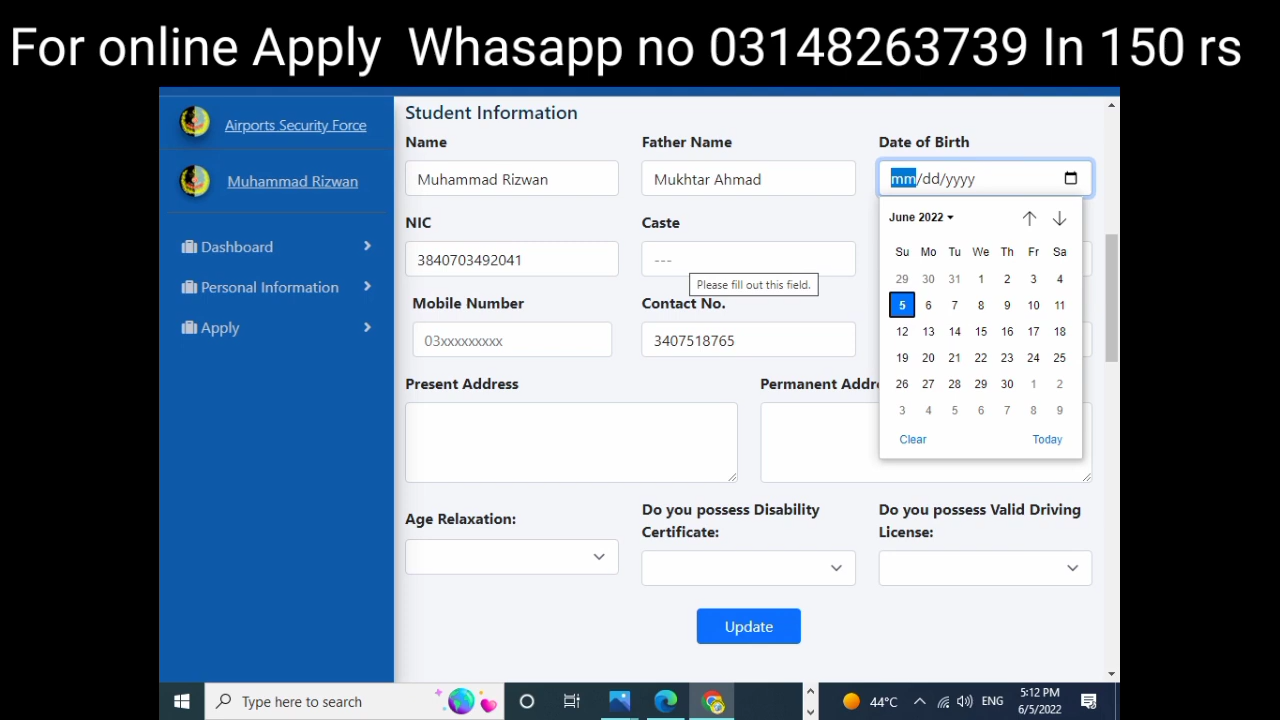 For online Apply  Whasapp no 03148263739 In 150 rs
Airports Security Force
Muhammad Rizwan
Dashboard
Personal Information
Apply
Student Information
Name
Father Name
Date of Birth
Muhammad Rizwan
Mukhtar Ahmad
mm/dd/yyyy
NIC
Caste
3840703492041
---
Please fill out this field.
Mobile Number
Contact No.
03xxxxxxxxx
3407518765
June 2022
Su Mo Tu We Th Fr Sa
29 30 31 1 2 3 4
5 6 7 8 9 10 11
12 13 14 15 16 17 18
19 20 21 22 23 24 25
26 27 28 29 30 1 2
3 4 5 6 7 8 9
Clear Today
Present Address
Permanent Addre
Age Relaxation:
Do you possess Disability
Certificate:
Do you possess Valid Driving
License:
Update
Type here to search
44°C
ENG
5:12 PM
6/5/2022